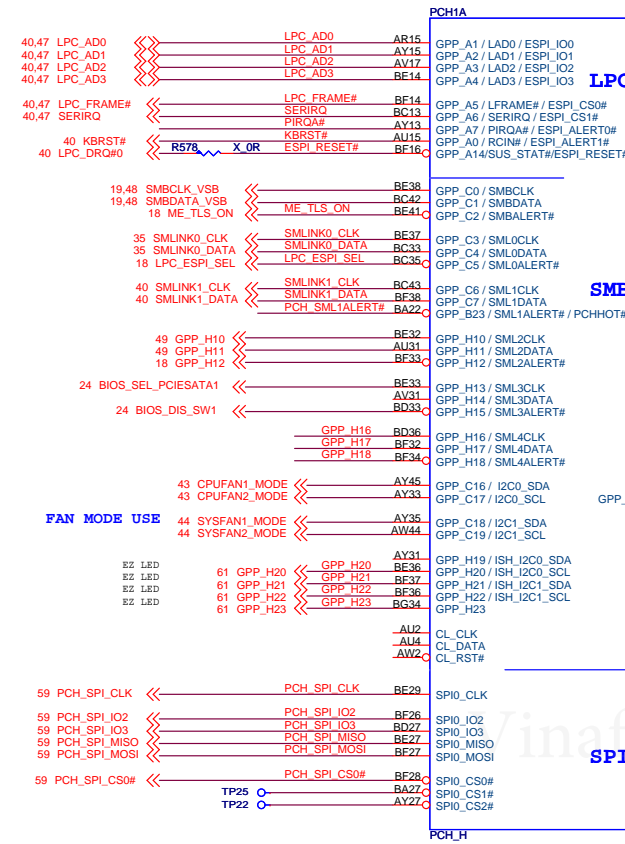 PCH1A
40,47 LPC_AD0 LPC_AD0 AR15 GPP_A1 / LAD0 / ESPI_IO0
40,47 LPC_AD1 LPC_AD1 AY15 GPP_A2 / LAD1 / ESPI_IO1
40,47 LPC_AD2 LPC_AD2 AV17 GPP_A3 / LAD2 / ESPI_IO2
40,47 LPC_AD3 LPC_AD3 BE14 GPP_A4 / LAD3 / ESPI_IO3
LPC
40,47 LPC_FRAME# LPC_FRAME# BF14 GPP_A5 / LFRAME# / ESPI_CS0#
40,47 SERIRQ SERIRQ BC13 GPP_A6 / SERIRQ / ESPI_CS1#
PIRQA# AY13 GPP_A7 / PIRQA# / ESPI_ALERT0#
40 KBRST# KBRST# AU15 GPP_A0 / RCIN# / ESPI_ALERT1#
40 LPC_DRQ#0 R578 X_0R ESPI_RESET# BF16 GPP_A14/SUS_STAT#/ESPI_RESET#
19,48 SMBCLK_VSB BE38 GPP_C0 / SMBCLK
19,48 SMBDATA_VSB BC42 GPP_C1 / SMBDATA
18 ME_TLS_ON ME_TLS_ON BE41 GPP_C2 / SMBALERT#
35 SMLINK0_CLK SMLINK0_CLK BE37 GPP_C3 / SML0CLK
35 SMLINK0_DATA SMLINK0_DATA BC33 GPP_C4 / SML0DATA
18 LPC_ESPI_SEL LPC_ESPI_SEL BC35 GPP_C5 / SML0ALERT#
40 SMLINK1_CLK SMLINK1_CLK BC43 GPP_C6 / SML1CLK
40 SMLINK1_DATA SMLINK1_DATA BF38 GPP_C7 / SML1DATA
SMB
PCH_SML1ALERT# BA22 GPP_B23 / SML1ALERT# / PCHHOT#
49 GPP_H10 BE32 GPP_H10 / SML2CLK
49 GPP_H11 AU31 GPP_H11 / SML2DATA
18 GPP_H12 BF33 GPP_H12 / SML2ALERT#
24 BIOS_SEL_PCIESATA1 BE33 GPP_H13 / SML3CLK
AV31 GPP_H14 / SML3DATA
24 BIOS_DIS_SW1 BD33 GPP_H15 / SML3ALERT#
GPP_H16 BD36 GPP_H16 / SML4CLK
GPP_H17 BF32 GPP_H17 / SML4DATA
GPP_H18 BF34 GPP_H18 / SML4ALERT#
43 CPUFAN1_MODE AY45 GPP_C16 / I2C0_SDA
43 CPUFAN2_MODE AY33 GPP_C17 / I2C0_SCL GPP_
FAN MODE USE
44 SYSFAN1_MODE AY35 GPP_C18 / I2C1_SDA
44 SYSFAN2_MODE AW44 GPP_C19 / I2C1_SCL
AY31 GPP_H19 / ISH_I2C0_SDA
EZ LED 61 GPP_H20 GPP_H20 BE36 GPP_H20 / ISH_I2C0_SCL
EZ LED 61 GPP_H21 GPP_H21 BF37 GPP_H21 / ISH_I2C1_SDA
EZ LED 61 GPP_H22 GPP_H22 BF36 GPP_H22 / ISH_I2C1_SCL
EZ LED 61 GPP_H23 GPP_H23 BG34 GPP_H23
AU2 CL_CLK
AU4 CL_DATA
AW2 CL_RST#
59 PCH_SPI_CLK PCH_SPI_CLK BE29 SPI0_CLK
59 PCH_SPI_IO2 PCH_SPI_IO2 BF26 SPI0_IO2
59 PCH_SPI_IO3 PCH_SPI_IO3 BD27 SPI0_IO3
59 PCH_SPI_MISO PCH_SPI_MISO BE27 SPI0_MISO
59 PCH_SPI_MOSI PCH_SPI_MOSI BF27 SPI0_MOSI
SPI
Vinaf
59 PCH_SPI_CS0# PCH_SPI_CS0# BF28 SPI0_CS0#
TP25 BA27 SPI0_CS1#
TP22 AY27 SPI0_CS2#
PCH_H